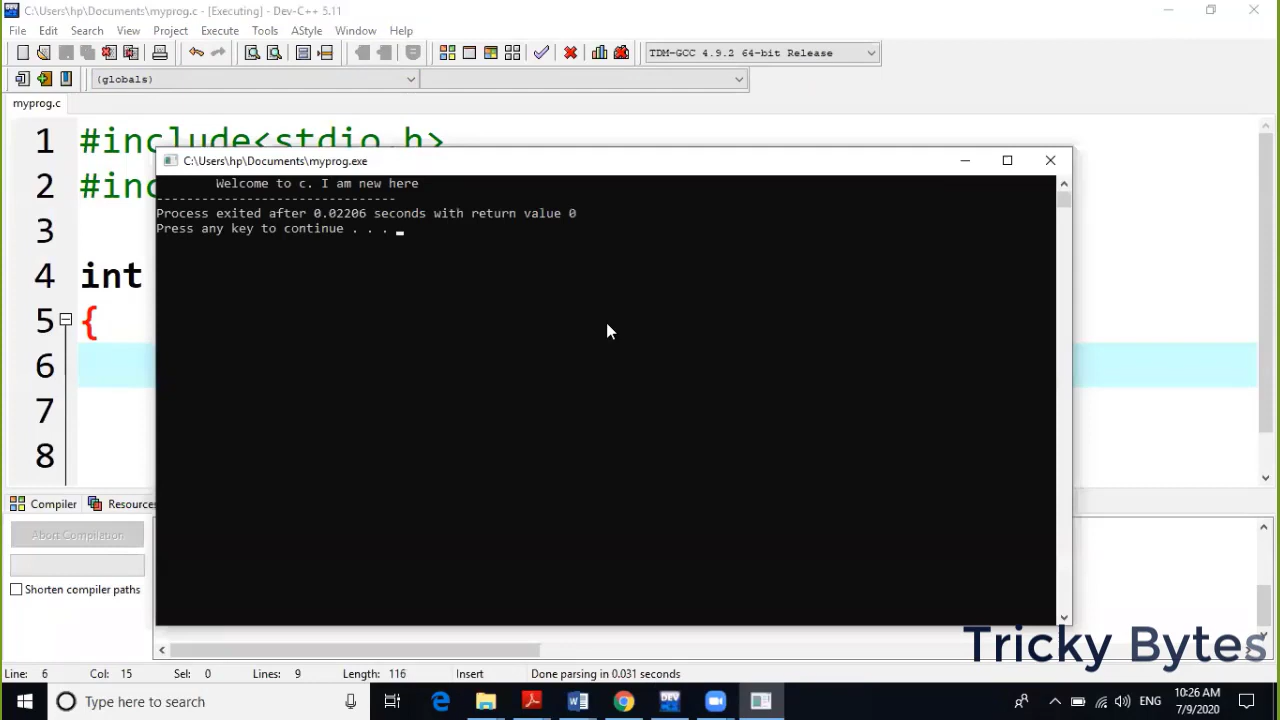 C:\Users\hp\Documents\myprog.c - [Executing] - Dev-C++ 5.11
File Edit Search View Project Execute Tools AStyle Window Help
TDM-GCC 4.9.2 64-bit Release
(globals)
myprog.c
1 #include<stdio.h>
2 #inc
3
4 int
5 {
6
7
8
C:\Users\hp\Documents\myprog.exe
Welcome to c. I am new here
--------------------------------
Process exited after 0.02206 seconds with return value 0
Press any key to continue . . .
Compiler Resources
Abort Compilation
Shorten compiler paths
Tricky Bytes
Line: 6 Col: 15 Sel: 0 Lines: 9 Length: 116 Insert Done parsing in 0.031 seconds
Type here to search
ENG
10:26 AM
7/9/2020